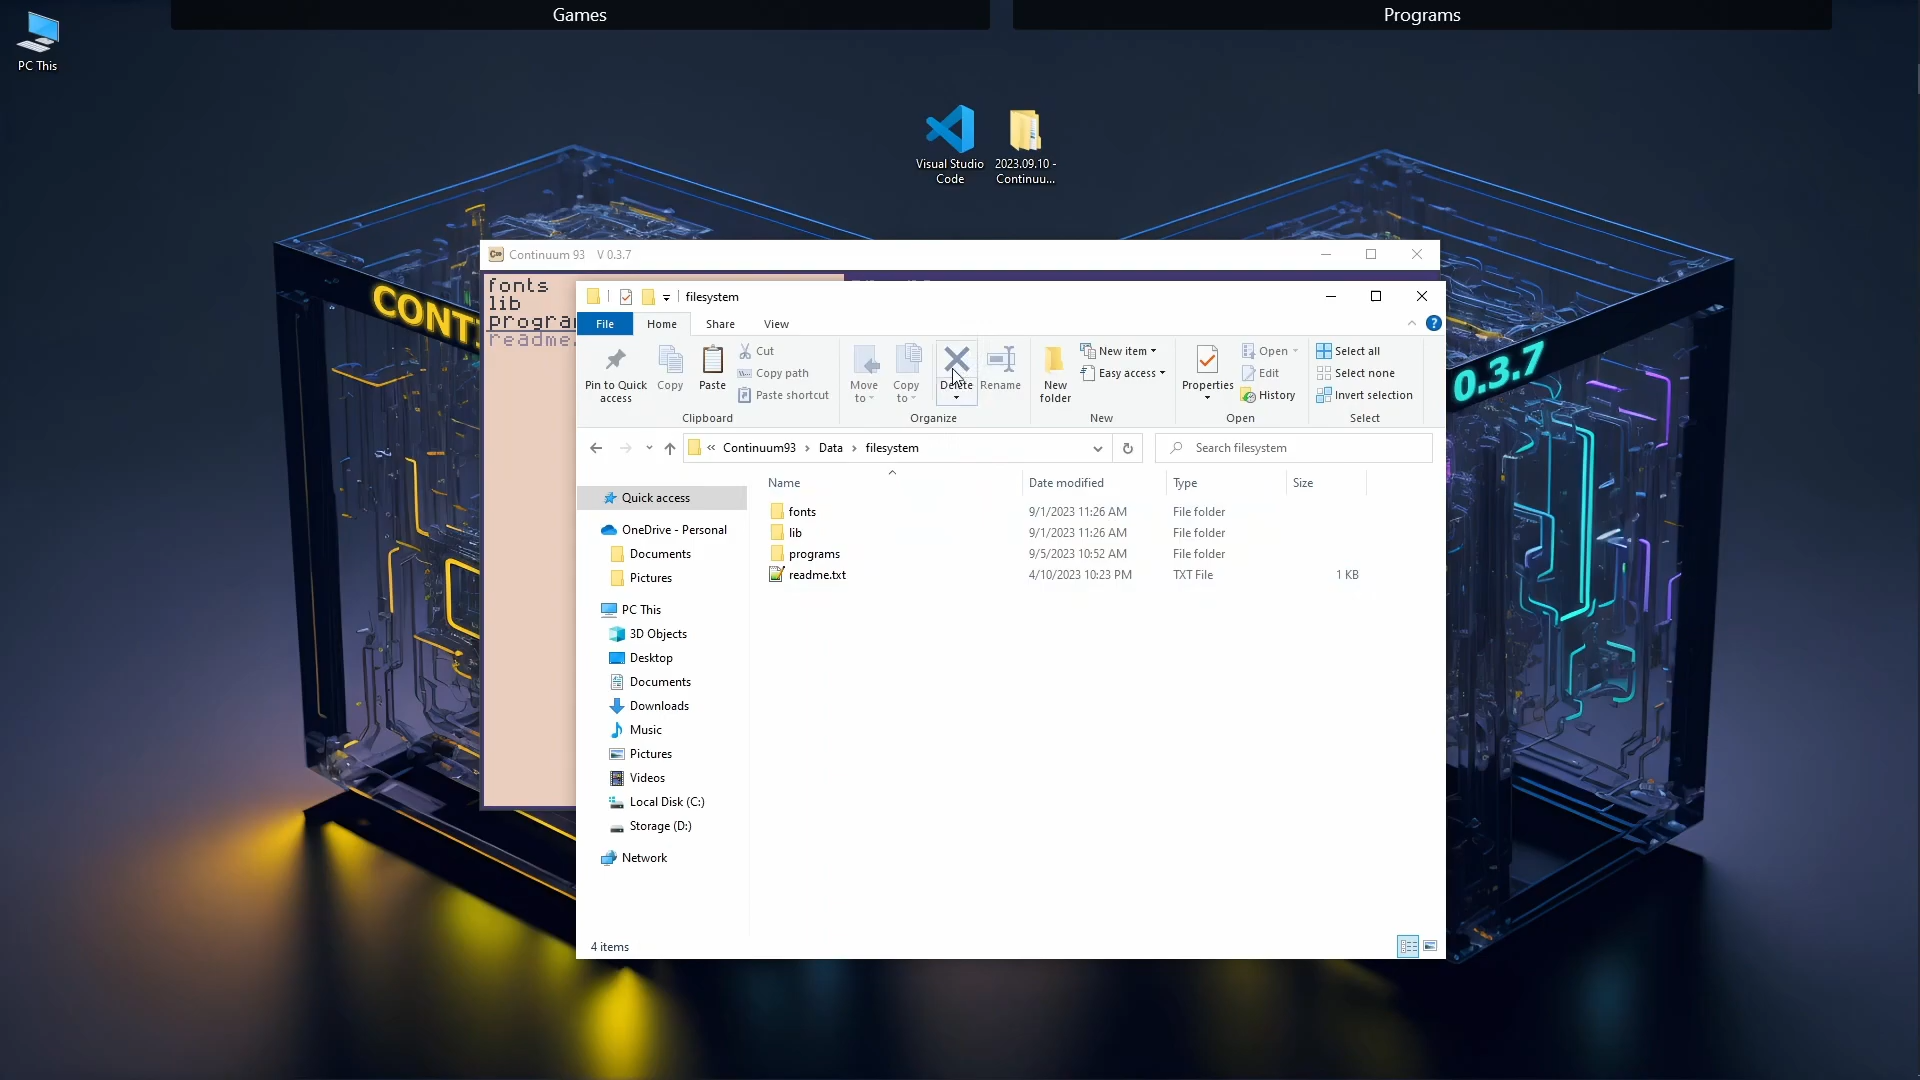 Games
Programs
PC This
Visual Studio
Code
2023.09.10 -
Continuu...
CONT
0.3.7
Continuum 93 V 0.3.7
fonts
lib
readme.
filesystem
File
Home
Share
View
Pin to Quick
access
Copy
Paste
Cut
Copy path
Paste shortcut
Clipboard
Move
to
Copy
to
Delete
Rename
Organize
New
folder
New item
Easy access
New
Properties
Open
Edit
History
Open
Select all
Select none
Invert selection
Select
« Continuum93 › Data › filesystem
Search filesystem
Name
Date modified
Type
Size
fonts 9/1/2023 11:26 AM File folder
lib 9/1/2023 11:26 AM File folder
programs 9/5/2023 10:52 AM File folder
readme.txt 4/10/2023 10:23 PM TXT File 1 KB
Quick access
OneDrive - Personal
Documents
Pictures
PC This
3D Objects
Desktop
Documents
Downloads
Music
Pictures
Videos
Local Disk (C:)
Storage (D:)
Network
4 items